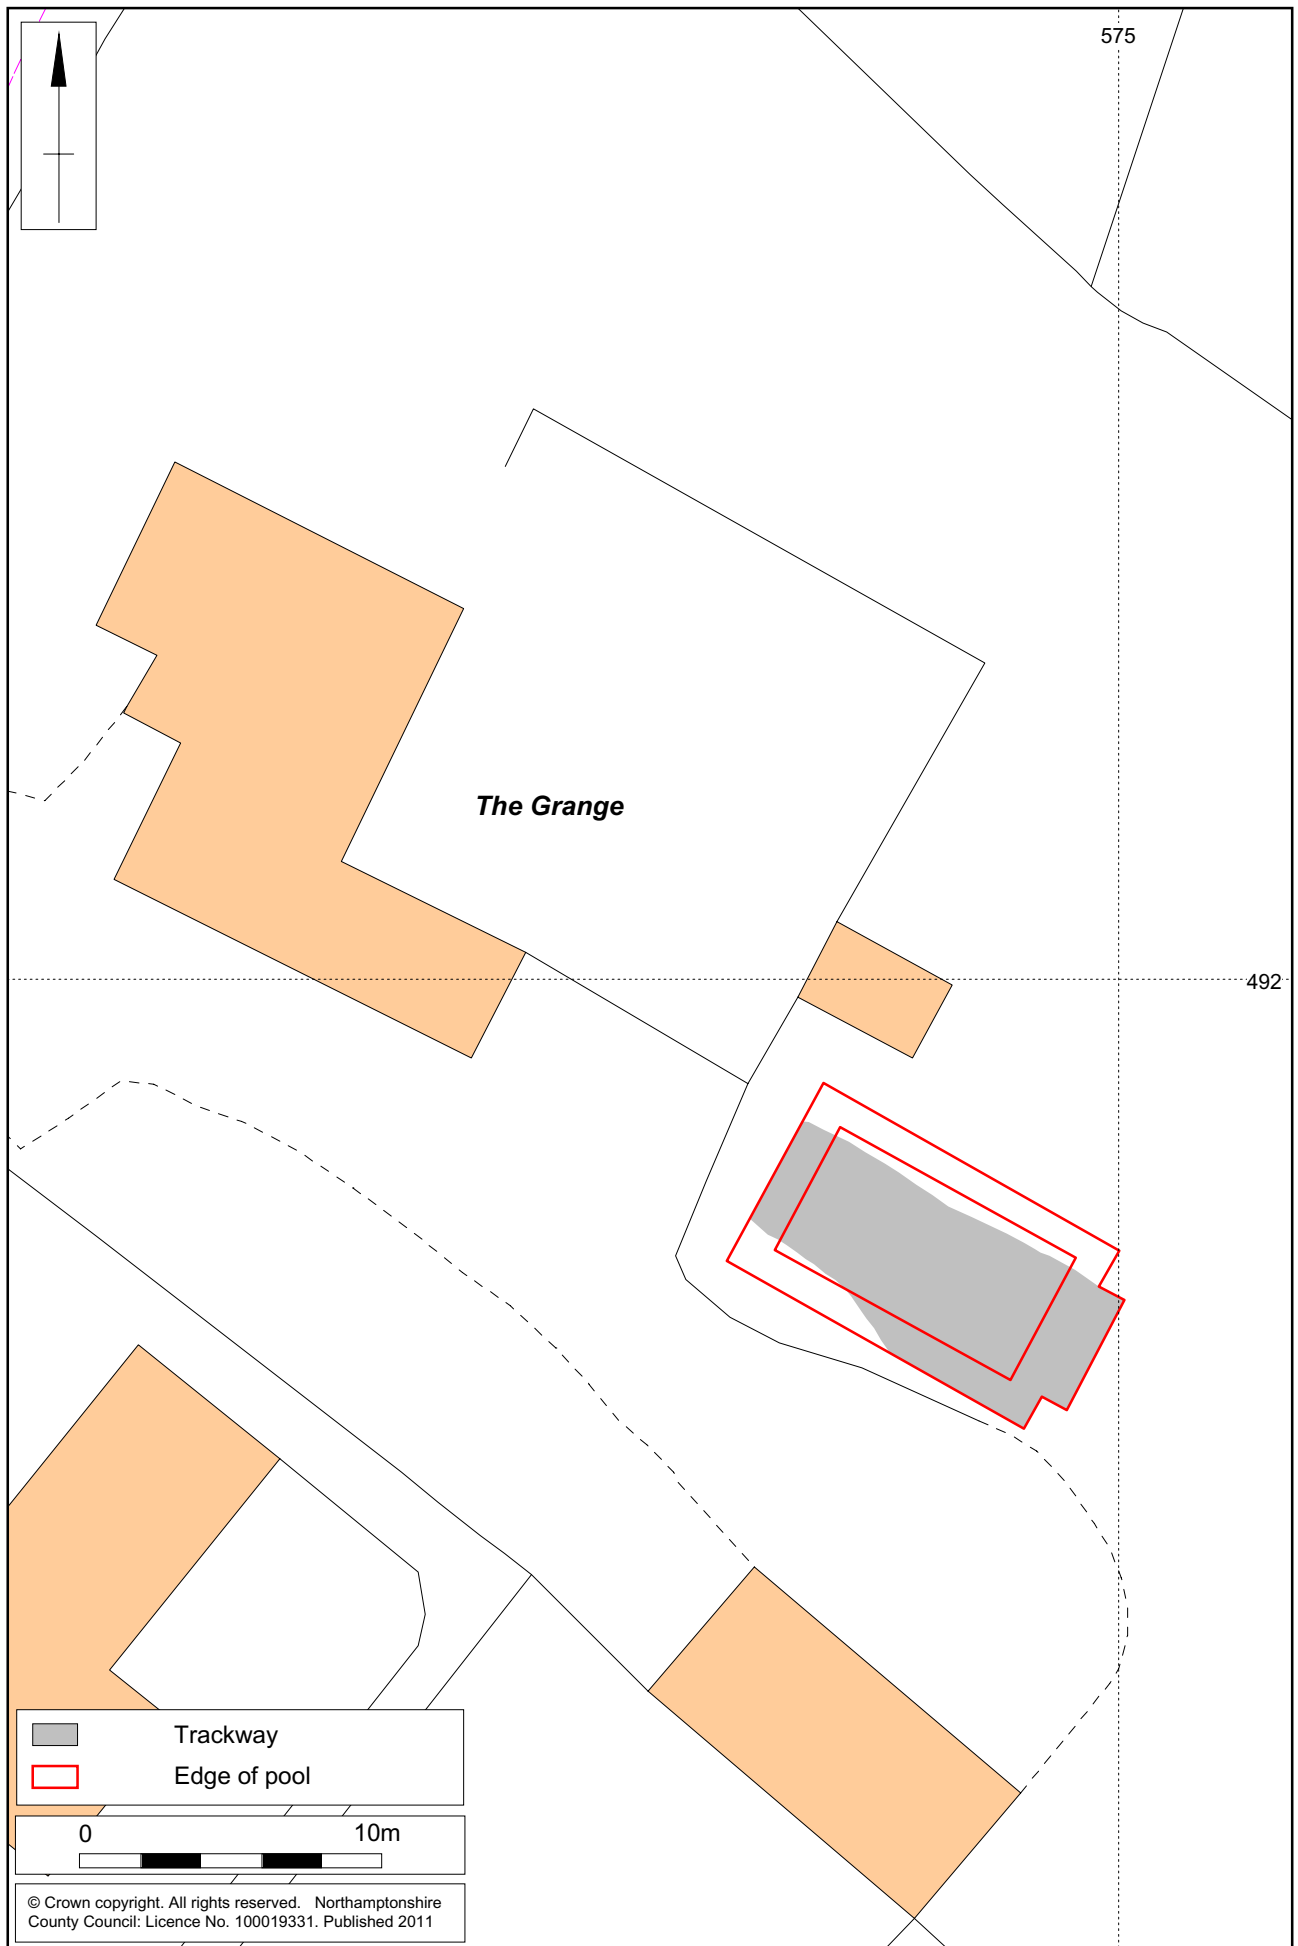 575
The Grange
492
Trackway
Edge of pool
0 10m
© Crown copyright. All rights reserved. Northamptonshire
County Council: Licence No. 100019331. Published 2011